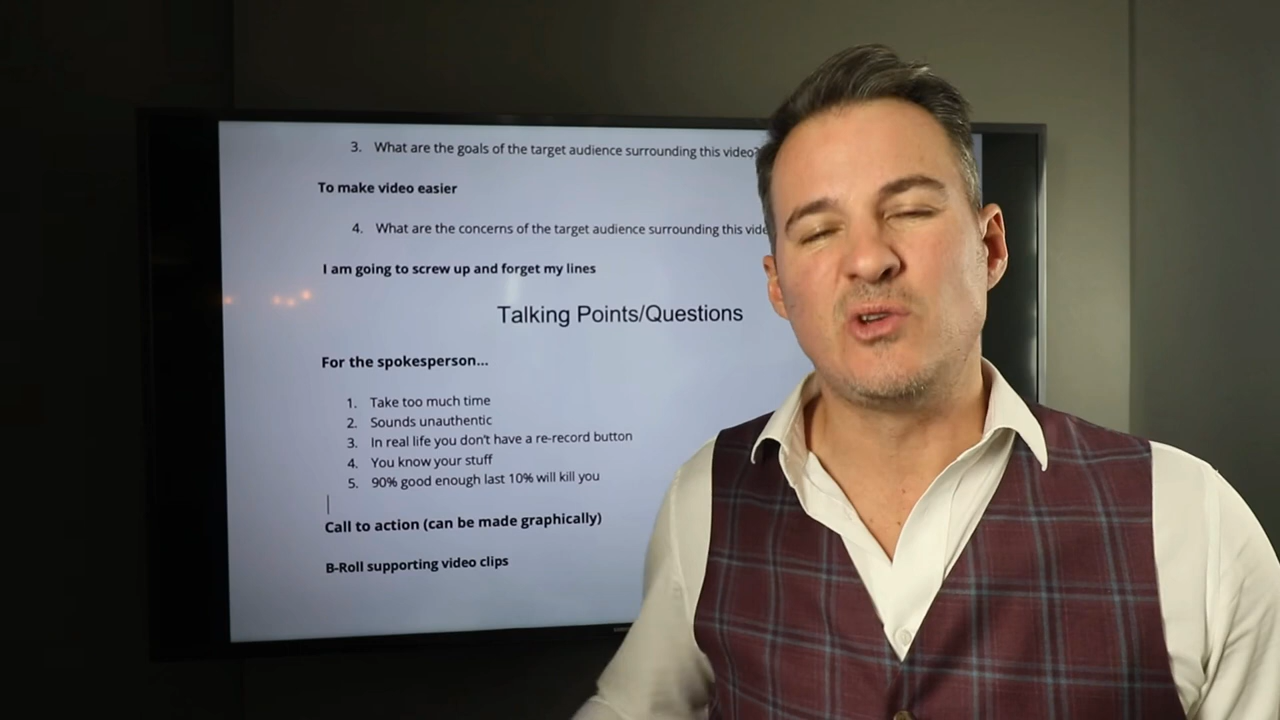 3. What are the goals of the target audience surrounding this video?
To make video easier
4. What are the concerns of the target audience surrounding this vide
I am going to screw up and forget my lines
Talking Points/Questions
For the spokesperson...
1. Take too much time
2. Sounds unauthentic
3. In real life you don't have a re-record button
4. You know your stuff
5. 90% good enough last 10% will kill you
Call to action (can be made graphically)
B-Roll supporting video clips